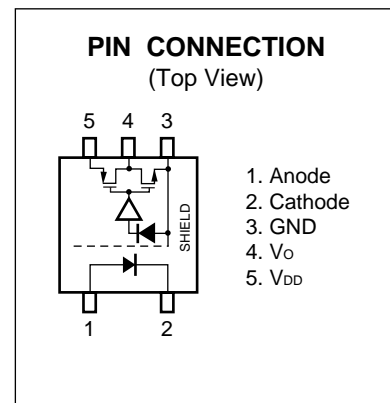 PIN CONNECTION
(Top View)
5 4 3
SHIELD
1 2
1. Anode
2. Cathode
3. GND
4. Vo
5. VDD